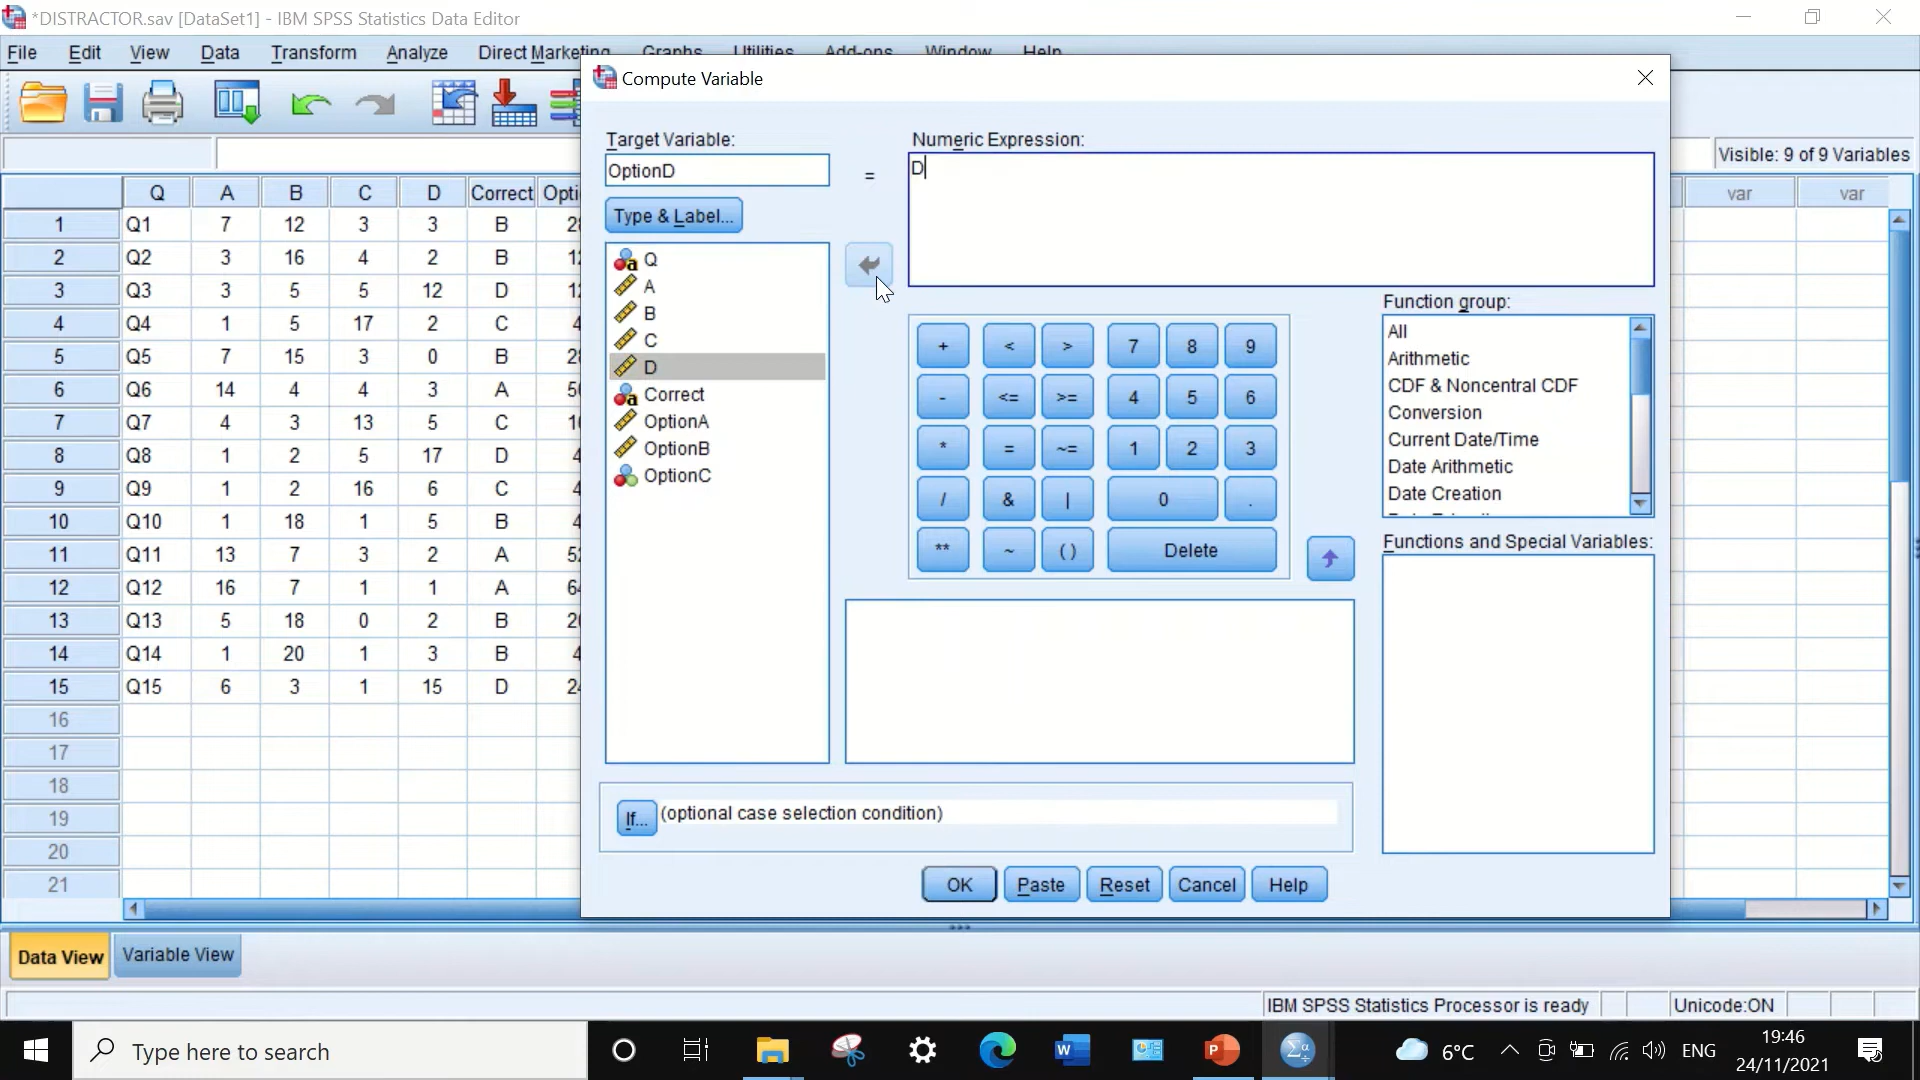 *DISTRACTOR.sav [DataSet1] - IBM SPSS Statistics Data Editor
File Edit View Data Transform Analyze Direct Marketing Graphs Utilities Add-ons Window Help
Compute Variable
Target Variable:
OptionD
=
Numeric Expression:
D
Type & Label...
Q
A
B
C
D
Correct
OptionA
OptionB
OptionC
+ < > 7 8 9
- <= >= 4 5 6
* = ~= 1 2 3
/ & | 0 .
** ~ ( ) Delete
Function group:
All
Arithmetic
CDF & Noncentral CDF
Conversion
Current Date/Time
Date Arithmetic
Date Creation
Functions and Special Variables:
If... (optional case selection condition)
OK Paste Reset Cancel Help
Visible: 9 of 9 Variables
Q A B C D Correct var var
1 Q1 7 12 3 3 B
2 Q2 3 16 4 2 B
3 Q3 3 5 5 12 D
4 Q4 1 5 17 2 C
5 Q5 7 15 3 0 B
6 Q6 14 4 4 3 A
7 Q7 4 3 13 5 C
8 Q8 1 2 5 17 D
9 Q9 1 2 16 6 C
10 Q10 1 18 1 5 B
11 Q11 13 7 3 2 A
12 Q12 16 7 1 1 A
13 Q13 5 18 0 2 B
14 Q14 1 20 1 3 B
15 Q15 6 3 1 15 D
16
17
18
19
20
21
Data View Variable View
IBM SPSS Statistics Processor is ready Unicode:ON
Type here to search
6°C ENG
19:46
24/11/2021